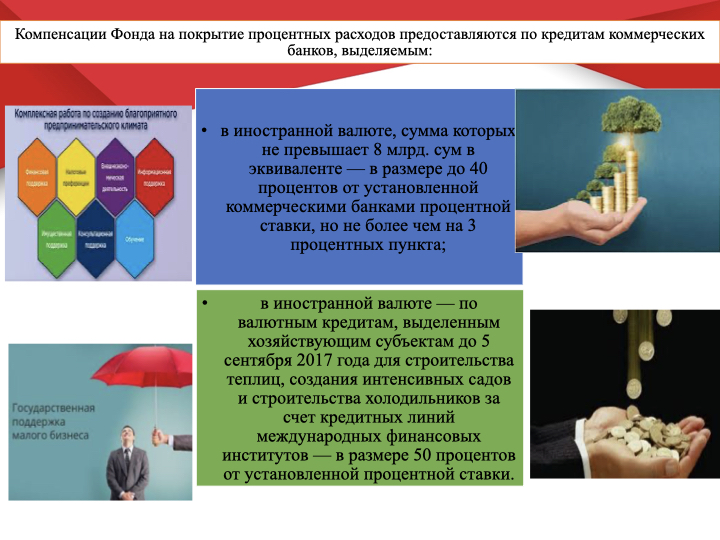 Компенсации Фонда на покрытие процентных расходов предоставляются по кредитам коммерческих
банков, выделяемым:
Комплексная работа по созданию благоприятного
предпринимательского климата
Финансовая
поддержка
Налоговые
преференции
Внешнеэконо-
мическая
деятельность
Информационная
поддержка
Имущественная
поддержка
Консультационная
поддержка
Обучение
• в иностранной валюте, сумма которых
не превышает 8 млрд. сум в
эквиваленте — в размере до 40
процентов от установленной
коммерческими банками процентной
ставки, но не более чем на 3
процентных пункта;
• в иностранной валюте — по
валютным кредитам, выделенным
хозяйствующим субъектам до 5
сентября 2017 года для строительства
теплиц, создания интенсивных садов
и строительства холодильников за
счет кредитных линий
международных финансовых
институтов — в размере 50 процентов
от установленной процентной ставки.
Государственная
поддержка
малого бизнеса